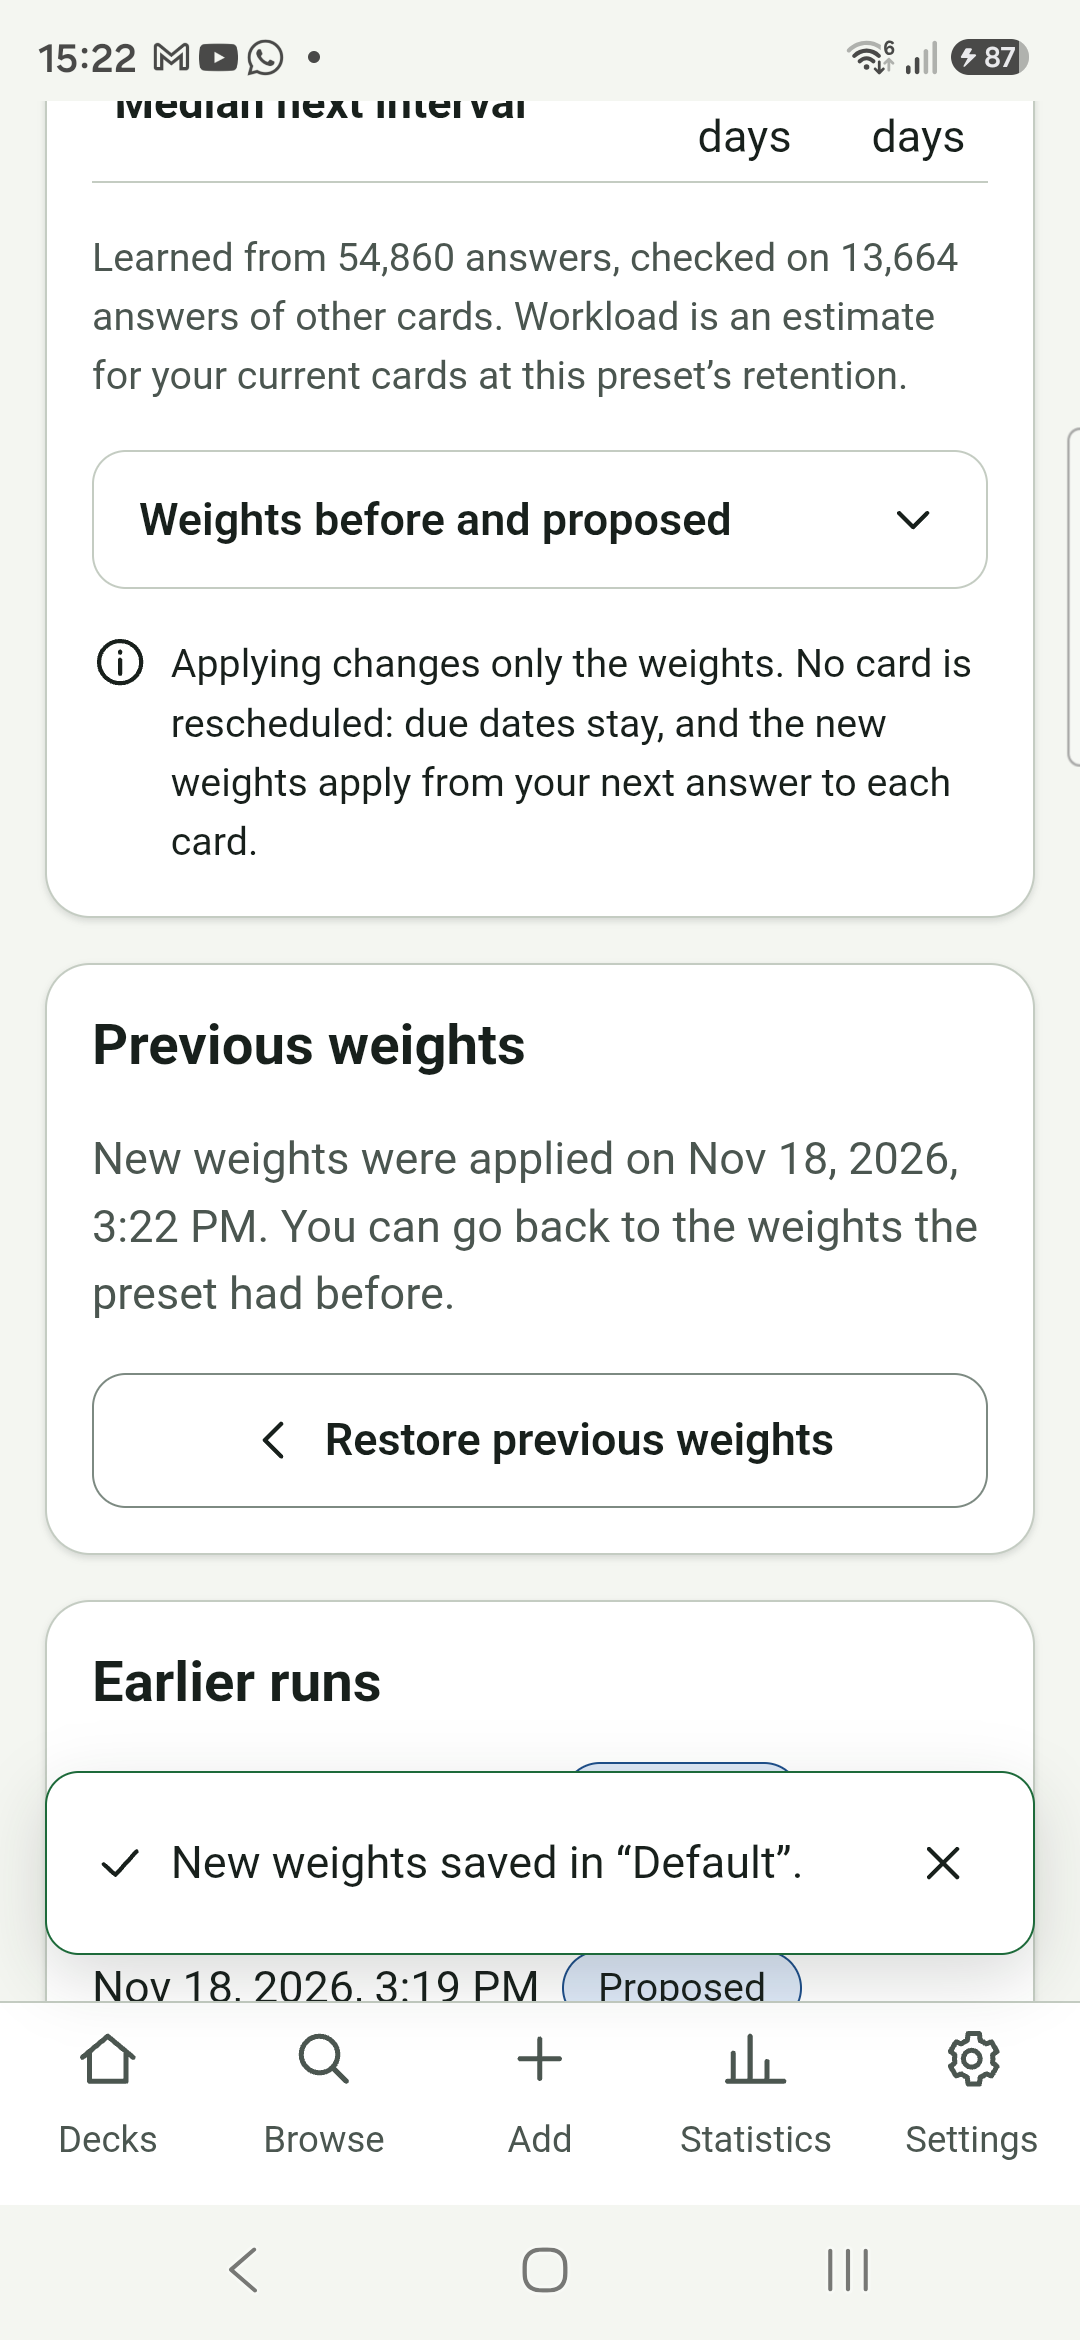 15:22
6
87
Median next interval
days days
Learned from 54,860 answers, checked on 13,664
answers of other cards. Workload is an estimate
for your current cards at this preset’s retention.
Weights before and proposed
Applying changes only the weights. No card is
rescheduled: due dates stay, and the new
weights apply from your next answer to each
card.
Previous weights
New weights were applied on Nov 18, 2026,
3:22 PM. You can go back to the weights the
preset had before.
Restore previous weights
Earlier runs
New weights saved in “Default”.
Nov 18, 2026, 3:19 PM Proposed
Decks Browse Add Statistics Settings